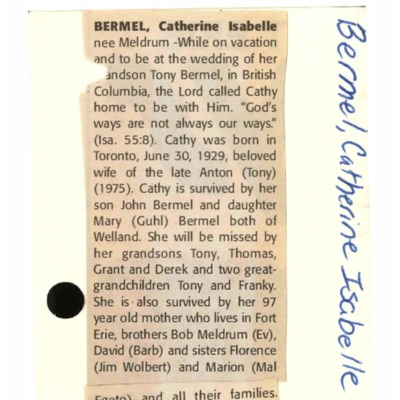 BERMEL, Catherine Isabelle
nee Meldrum -While on vacation
and to be at the wedding of her
andson Tony Bermel, in British
Columbia, the Lord called Cathy
home to be with Him. "God's
ways are not always our ways."
(Isa. 55:8). Cathy was born in
Toronto, June 30, 1929, beloved
wife of the late Anton (Tony)
(1975). Cathy is survived by her
son John Bermel and daughter
Mary (Guhl) Bermel both of
Welland. She will be missed by
her grandsons Tony, Thomas,
Grant and Derek and two great-
grandchildren Tony and Franky.
She is also survived by her 97
year old mother who lives in Fort
Erie, brothers Bob Meldrum (Ev),
David (Barb) and sisters Florence
(Jim Wolbert) and Marion (Mal
and all their families.
Bermel, Catherine Isabelle